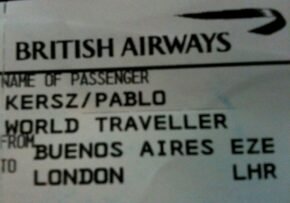 BRITISH AIRWAYS
NAME OF PASSENGER
KERSZ/PABLO
WORLD TRAVELLER
FROM BUENOS AIRES EZE
TO LONDON LHR